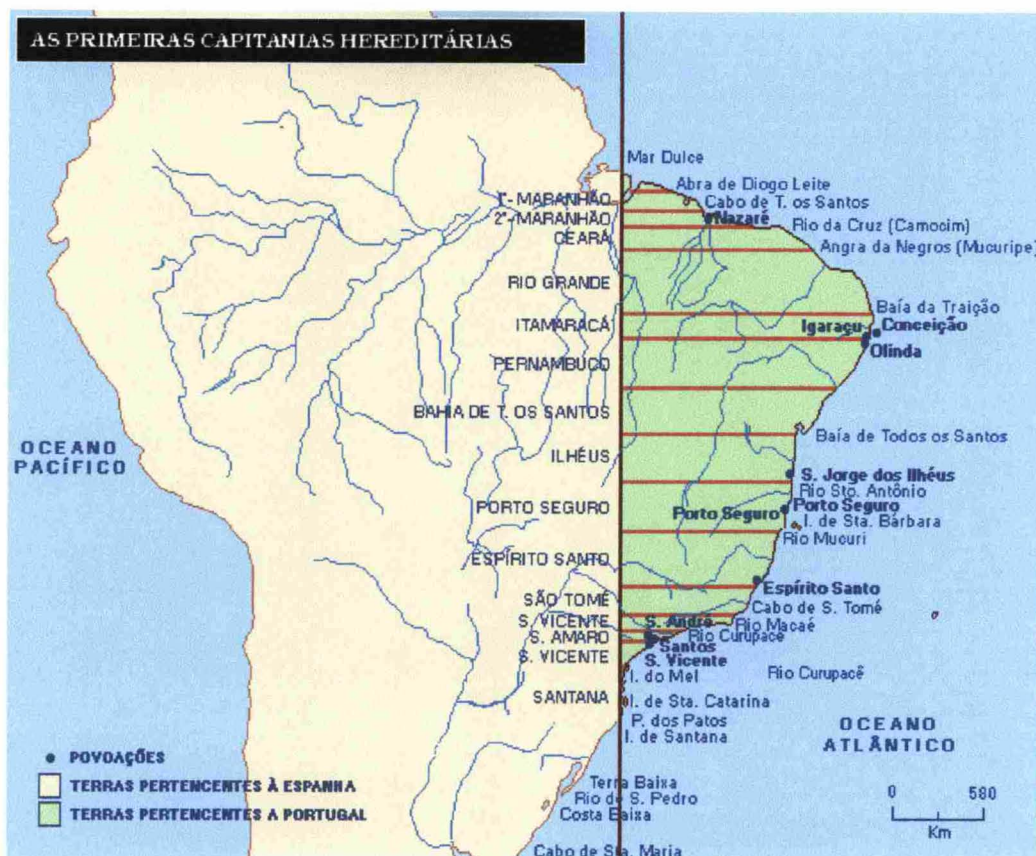 AS PRIMEIRAS CAPITANIAS HEREDITÁRIAS
Mar Dulce
Abra de Diogo Leite
1º- MARANHÃO
Cabo de T. os Santos
2º- MARANHÃO
Nazaré
Rio da Cruz (Camocim)
CEARÁ
Angra da Negros (Mucuripe)
RIO GRANDE
Baía da Traição
ITAMARACÁ
Igaraçu
Conceição
Olinda
PERNAMBUCO
BAHIA DE T. OS SANTOS
Baía de Todos os Santos
OCEANO
PACÍFICO
ILHÉUS
S. Jorge dos Ilhéus
Rio Sto. Antônio
PORTO SEGURO
Porto Seguro
Porto Seguro
I. de Sta. Bárbara
Rio Mucuri
ESPÍRITO SANTO
Espírito Santo
SÃO TOMÉ
Cabo de S. Tomé
S. VICENTE
S. André
Rio Macaé
S. AMARO
Rio Curupacê
Santos
S. VICENTE
S. Vicente
I. do Mel
Rio Curupacê
SANTANA
I. de Sta. Catarina
P. dos Patos
I. de Santana
OCEANO
ATLÂNTICO
POVOAÇÕES
TERRAS PERTENCENTES À ESPANHA
TERRAS PERTENCENTES A PORTUGAL
Terra Baixa
Rio de S. Pedro
Costa Baixa
0 580
Km
Cabo de Sta. Maria